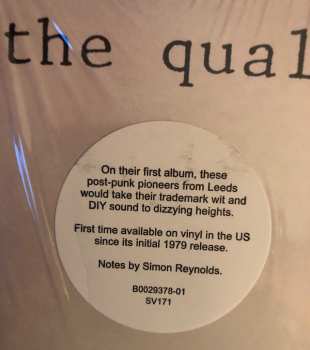 the qual
On their first album, these
post-punk pioneers from Leeds
would take their trademark wit and
DIY sound to dizzying heights.
First time available on vinyl in the US
since its initial 1979 release.
Notes by Simon Reynolds.
B0029378-01
SV171